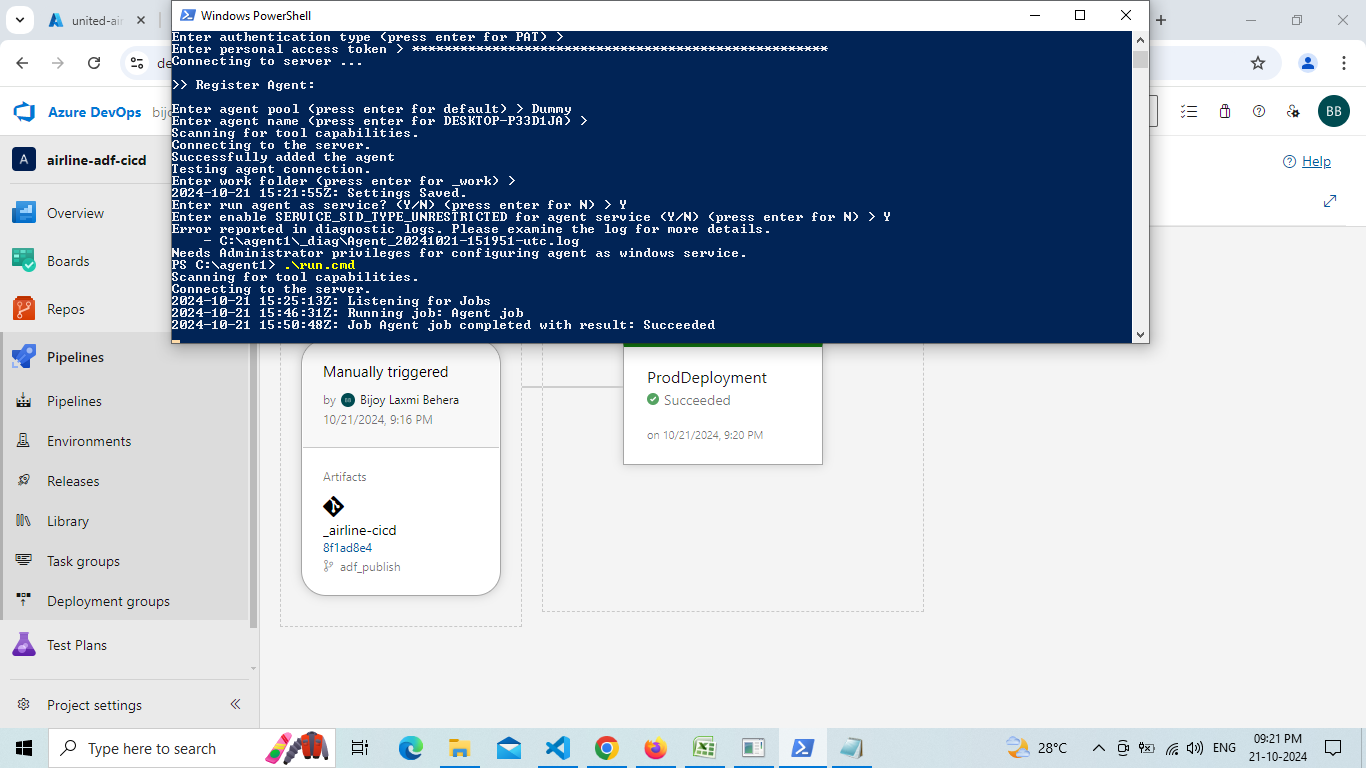 united-air
Windows PowerShell
Enter authentication type (press enter for PAT) >
Enter personal access token > ****************************************************
Connecting to server ...
>> Register Agent:
Enter agent pool (press enter for default) > Dummy
Enter agent name (press enter for DESKTOP-P33D1JA) >
Scanning for tool capabilities.
Connecting to the server.
Successfully added the agent
Testing agent connection.
Enter work folder (press enter for _work) >
2024-10-21 15:21:55Z: Settings Saved.
Enter run agent as service? (Y/N) (press enter for N) > Y
Enter enable SERVICE_SID_TYPE_UNRESTRICTED for agent service (Y/N) (press enter for N) > Y
Error reported in diagnostic logs. Please examine the log for more details.
- C:\agent1\_diag\Agent_20241021-151951-utc.log
Needs Administrator privileges for configuring agent as windows service.
PS C:\agent1> .\run.cmd
Scanning for tool capabilities.
Connecting to the server.
2024-10-21 15:25:13Z: Listening for Jobs
2024-10-21 15:46:31Z: Running job: Agent job
2024-10-21 15:50:48Z: Job Agent job completed with result: Succeeded
de
Azure DevOps
bijo
BB
A
airline-adf-cicd
Help
Overview
Boards
Repos
Pipelines
Pipelines
Environments
Releases
Library
Task groups
Deployment groups
Test Plans
Project settings
Manually triggered
by BB Bijoy Laxmi Behera
10/21/2024, 9:16 PM
Artifacts
_airline-cicd
8f1ad8e4
adf_publish
ProdDeployment
Succeeded
on 10/21/2024, 9:20 PM
Type here to search
28°C
ENG
09:21 PM
21-10-2024